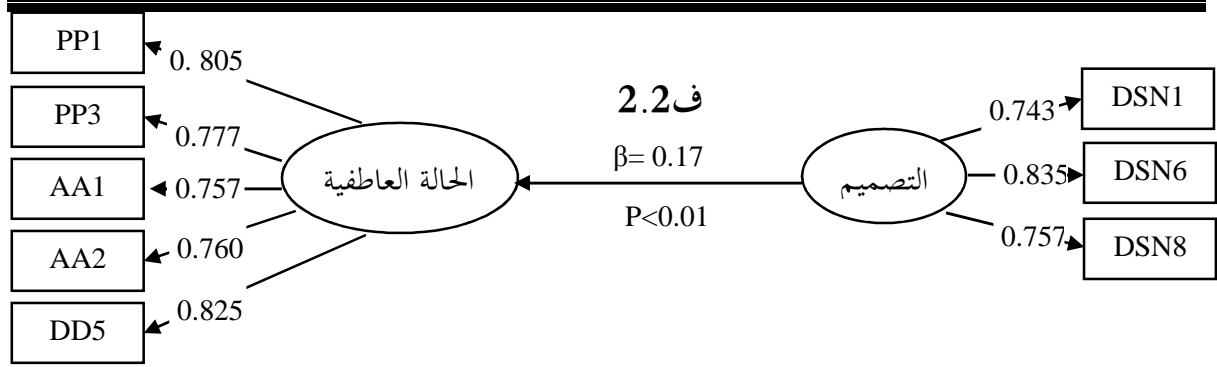 PP1
0. 805
PP3
0.777
AA1
0.757
AA2
0.760
DD5
0.825
الحالة العاطفية
ف2.2
β= 0.17
P<0.01
التصميم
0.743
DSN1
0.835
DSN6
0.757
DSN8